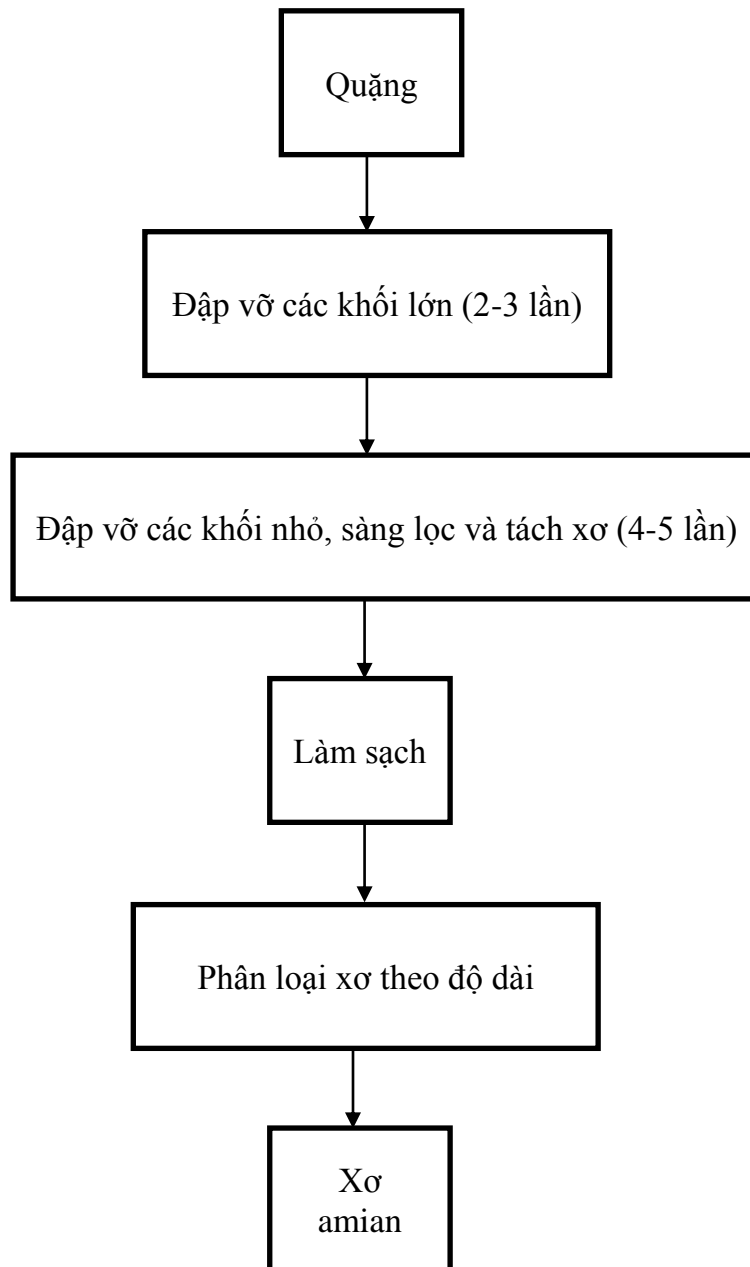 Quặng
Đập vỡ các khối lớn (2-3 lần)
Đập vỡ các khối nhỏ, sàng lọc và tách xơ (4-5 lần)
Làm sạch
Phân loại xơ theo độ dài
Xơ
amian